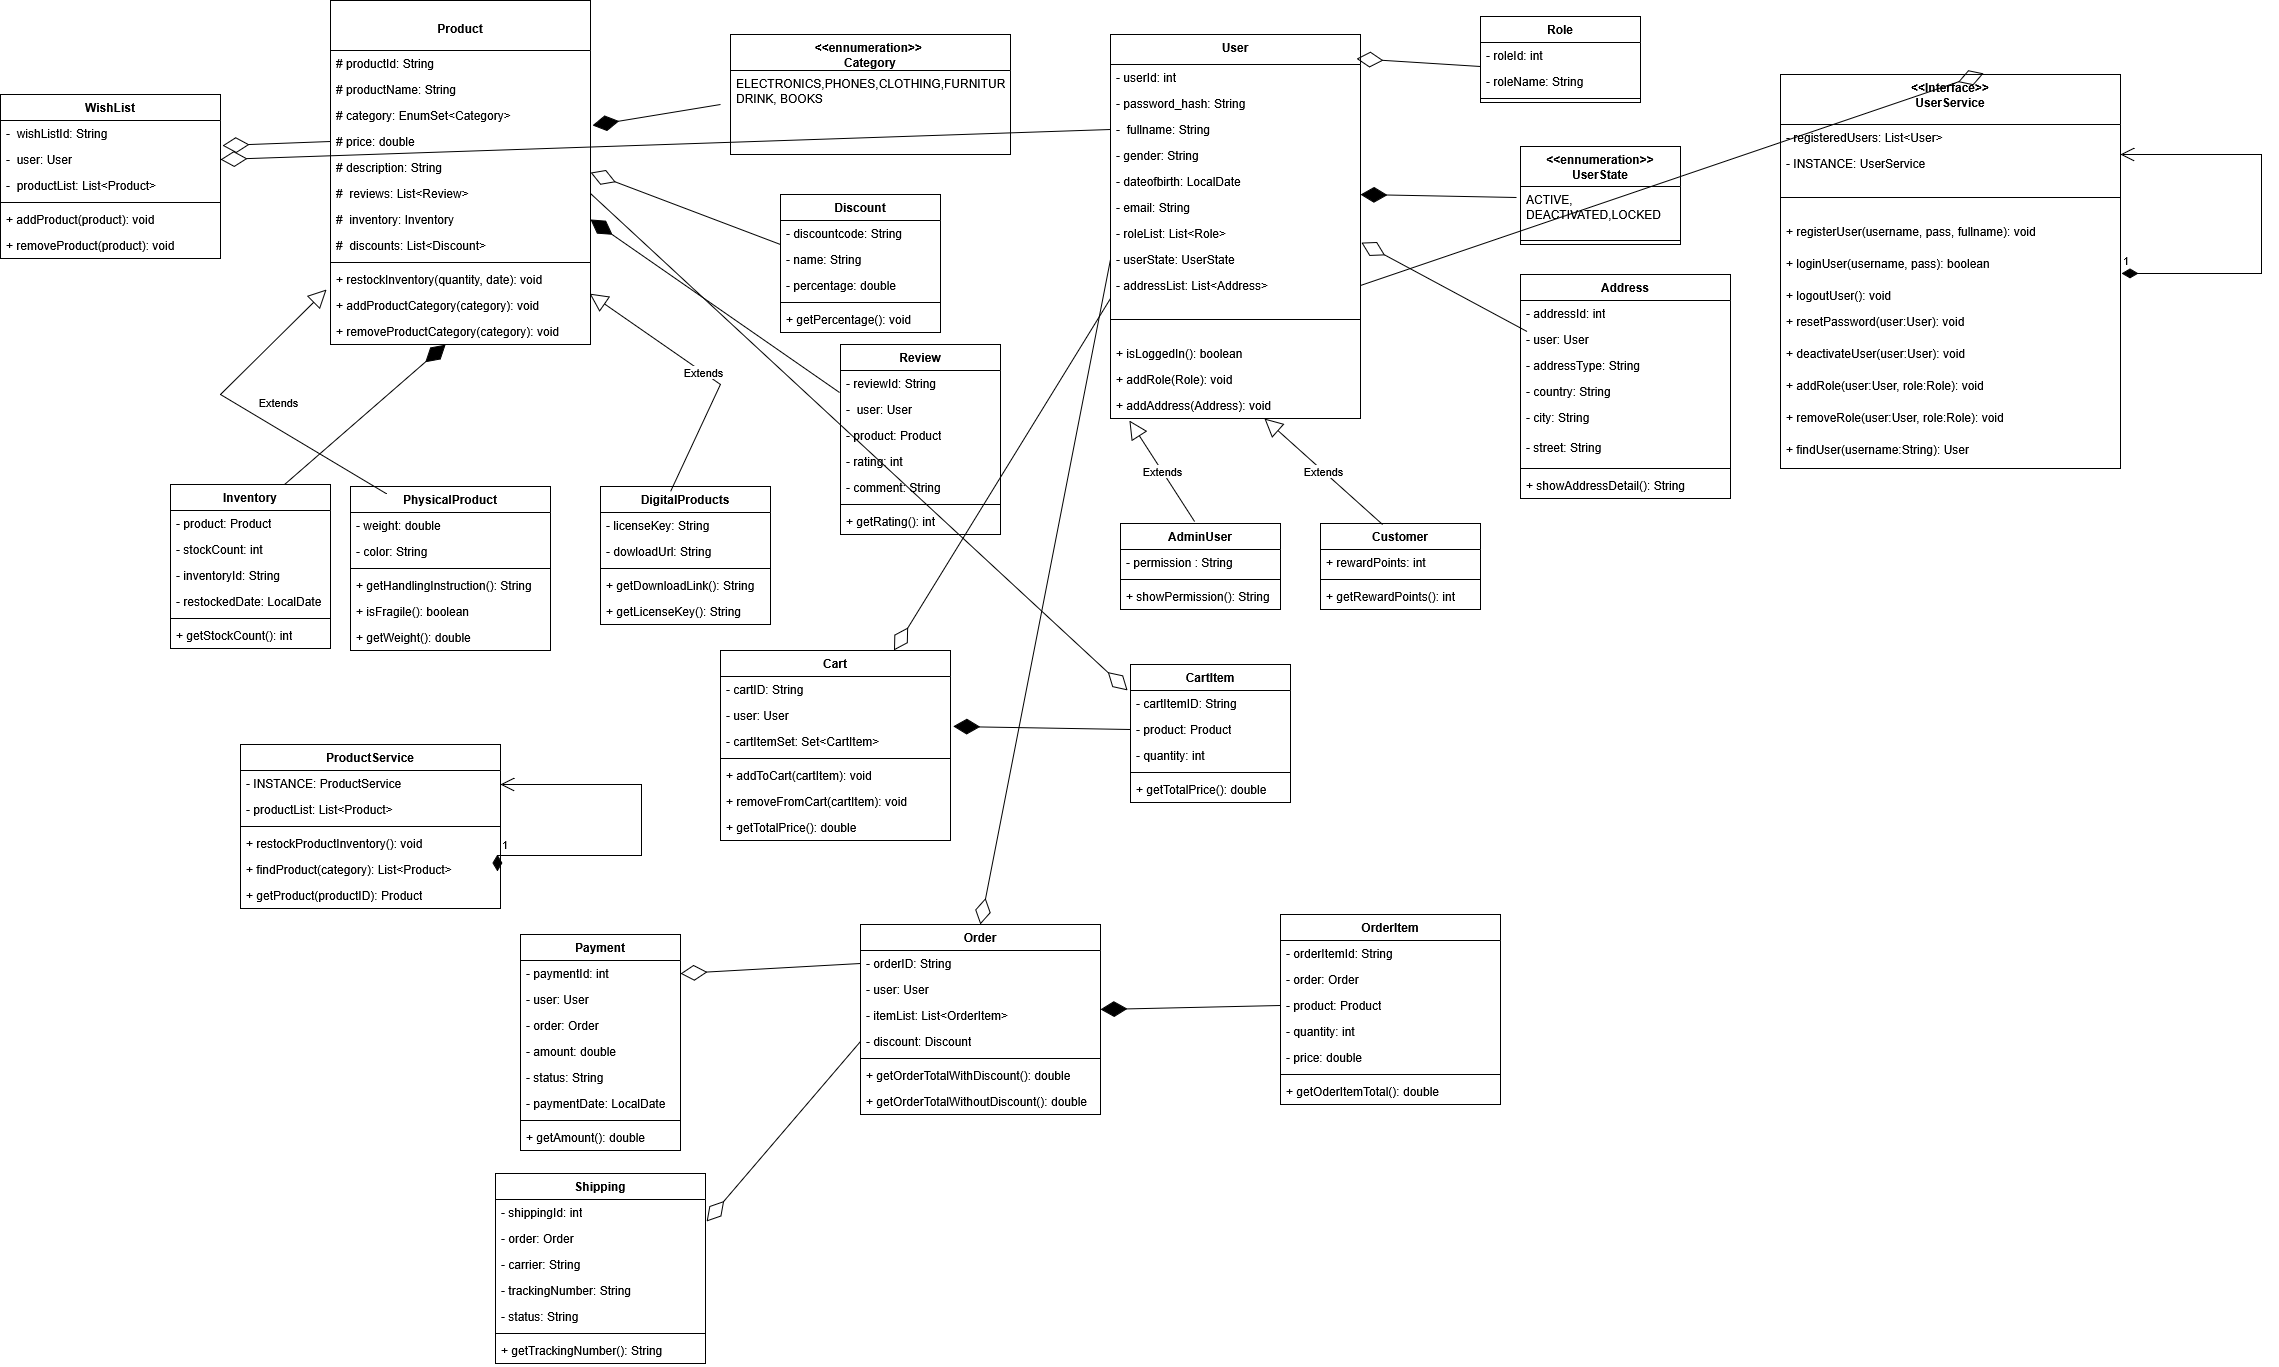 Product
# productId: String
# productName: String
# category: EnumSet<Category>
# price: double
# description: String
#  reviews: List<Review>
#  inventory: Inventory
#  discounts: List<Discount>
+ restockInventory(quantity, date): void
+ addProductCategory(category): void
+ removeProductCategory(category): void
WishList
-  wishListId: String
-  user: User
-  productList: List<Product>
+ addProduct(product): void
+ removeProduct(product): void
<<ennumeration>>
Category
ELECTRONICS,PHONES,CLOTHING,FURNITUR
DRINK, BOOKS
Discount
- discountcode: String
- name: String
- percentage: double
+ getPercentage(): void
Review
- reviewId: String
-  user: User
- product: Product
- rating: int
- comment: String
+ getRating(): int
User
- userId: int
- password_hash: String
-  fullname: String
- gender: String
- dateofbirth: LocalDate
- email: String
- roleList: List<Role>
- userState: UserState
- addressList: List<Address>
+ isLoggedIn(): boolean
+ addRole(Role): void
+ addAddress(Address): void
Role
- roleId: int
- roleName: String
<<ennumeration>>
UserState
ACTIVE,
DEACTIVATED,LOCKED
Address
- addressId: int
- user: User
- addressType: String
- country: String
- city: String
- street: String
+ showAddressDetail(): String
<<Interface>>
UserService
- registeredUsers: List<User>
- INSTANCE: UserService
+ registerUser(username, pass, fullname): void
+ loginUser(username, pass): boolean
+ logoutUser(): void
+ resetPassword(user:User): void
+ deactivateUser(user:User): void
+ addRole(user:User, role:Role): void
+ removeRole(user:User, role:Role): void
+ findUser(username:String): User
1
Extends
Extends
Extends
Extends
Inventory
- product: Product
- stockCount: int
- inventoryId: String
- restockedDate: LocalDate
+ getStockCount(): int
PhysicalProduct
- weight: double
- color: String
+ getHandlingInstruction(): String
+ isFragile(): boolean
+ getWeight(): double
DigitalProducts
- licenseKey: String
- dowloadUrl: String
+ getDownloadLink(): String
+ getLicenseKey(): String
AdminUser
- permission : String
+ showPermission(): String
Customer
+ rewardPoints: int
+ getRewardPoints(): int
Cart
- cartID: String
- user: User
- cartItemSet: Set<CartItem>
+ addToCart(cartItem): void
+ removeFromCart(cartItem): void
+ getTotalPrice(): double
CartItem
- cartItemID: String
- product: Product
- quantity: int
+ getTotalPrice(): double
ProductService
- INSTANCE: ProductService
- productList: List<Product>
+ restockProductInventory(): void
+ findProduct(category): List<Product>
+ getProduct(productID): Product
1
Payment
- paymentId: int
- user: User
- order: Order
- amount: double
- status: String
- paymentDate: LocalDate
+ getAmount(): double
Order
- orderID: String
- user: User
- itemList: List<OrderItem>
- discount: Discount
+ getOrderTotalWithDiscount(): double
+ getOrderTotalWithoutDiscount(): double
OrderItem
- orderItemId: String
- order: Order
- product: Product
- quantity: int
- price: double
+ getOderItemTotal(): double
Shipping
- shippingId: int
- order: Order
- carrier: String
- trackingNumber: String
- status: String
+ getTrackingNumber(): String